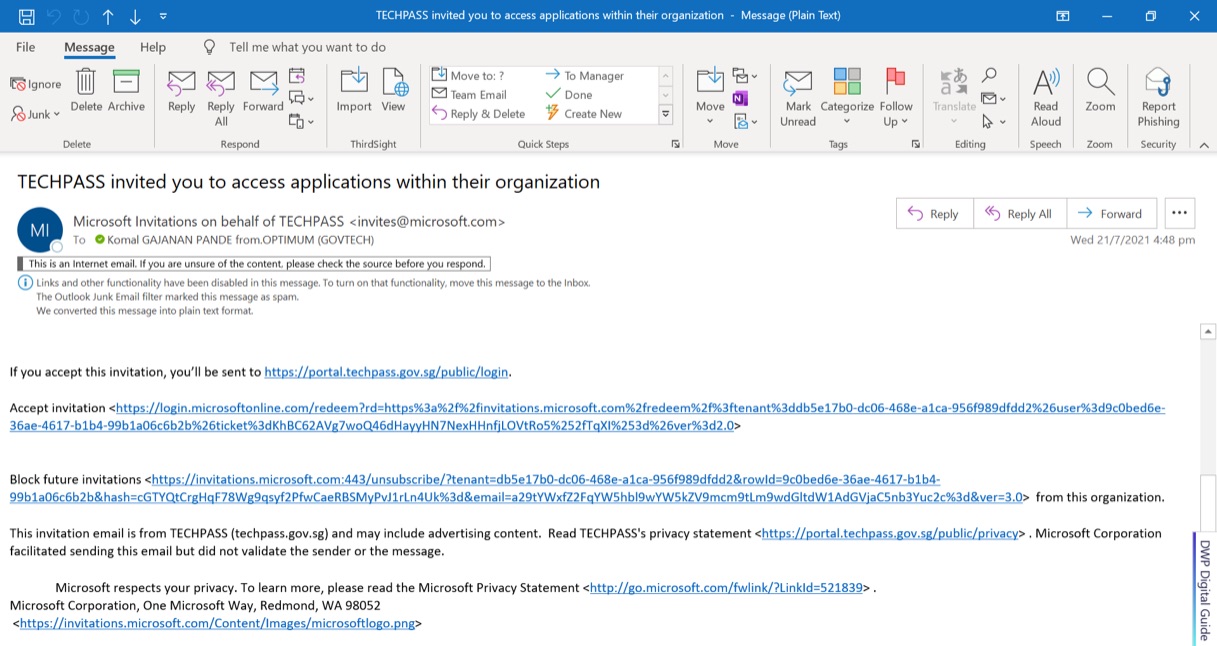 TECHPASS invited you to access applications within their organization - Message (Plain Text)
File Message Help Tell me what you want to do
Ignore
Junk
Delete Archive
Delete
Reply Reply All Forward
Respond
Import View
ThirdSight
Move to: ? To Manager
Team Email Done
Reply & Delete Create New
Quick Steps
Move
Move
Mark Unread Categorize Follow Up
Tags
Translate
Editing
Read Aloud
Speech
Zoom
Zoom
Report Phishing
Security
TECHPASS invited you to access applications within their organization
MI
Microsoft Invitations on behalf of TECHPASS <invites@microsoft.com>
To Komal GAJANAN PANDE from.OPTIMUM (GOVTECH)
Reply Reply All Forward
Wed 21/7/2021 4:48 pm
This is an Internet email. If you are unsure of the content, please check the source before you respond.
Links and other functionality have been disabled in this message. To turn on that functionality, move this message to the Inbox.
The Outlook Junk Email filter marked this message as spam.
We converted this message into plain text format.
If you accept this invitation, you'll be sent to https://portal.techpass.gov.sg/public/login.
Accept invitation <https://login.microsoftonline.com/redeem?rd=https%3a%2f%2finvitations.microsoft.com%2fredeem%2f%3ftenant%3ddb5e17b0-dc06-468e-a1ca-956f989dfdd2%26user%3d9c0bed6e-
36ae-4617-b1b4-99b1a06c6b2b%26ticket%3dKhBC62AVg7woQ46dHayyHN7NexHHnfjLOVtRo5%252fTqXI%253d%26ver%3d2.0>
Block future invitations <https://invitations.microsoft.com:443/unsubscribe/?tenant=db5e17b0-dc06-468e-a1ca-956f989dfdd2&rowId=9c0bed6e-36ae-4617-b1b4-
99b1a06c6b2b&hash=cGTYQtCrgHqF78Wg9qsyf2PfwCaeRBSMyPvJ1rLn4Uk%3d&email=a29tYWxfZ2FqYW5hbl9wYW5kZV9mcm9tLm9wdGltdW1AdGVjaC5nb3Yuc2c%3d&ver=3.0> from this organization.
This invitation email is from TECHPASS (techpass.gov.sg) and may include advertising content. Read TECHPASS's privacy statement <https://portal.techpass.gov.sg/public/privacy> . Microsoft Corporation
facilitated sending this email but did not validate the sender or the message.
Microsoft respects your privacy. To learn more, please read the Microsoft Privacy Statement <http://go.microsoft.com/fwlink/?LinkId=521839> .
Microsoft Corporation, One Microsoft Way, Redmond, WA 98052
<https://invitations.microsoft.com/Content/Images/microsoftlogo.png>
DWP Digital Guide